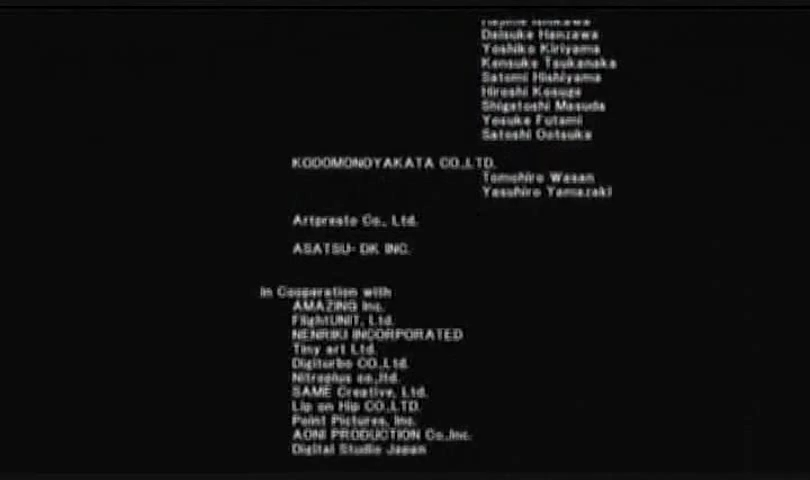 Daisuke Hanzawa
Yoshiko Kiriyama
Kensuke Tsukanaka
Satomi Hishiyama
Hiroshi Kosuge
Shigetoshi Masuda
Yosuke Futami
Satoshi Ootsuka
KODOMONOYAKATA CO.,LTD.
Tomohiro Wasan
Yasuhiro Yamazaki
Artpresto Co., Ltd.
ASATSU- DK INC.
In Cooperation with
AMAZING Inc.
FlightUNIT, Ltd.
NENRIKI INCORPORATED
Tiny art Ltd.
Digiturbo CO.,Ltd.
Nitroplus co.,ltd.
SAME Creative, Ltd.
Lip on Hip CO.,LTD.
Point Pictures, Inc.
AONI PRODUCTION Co.,Inc.
Digital Studio Japan